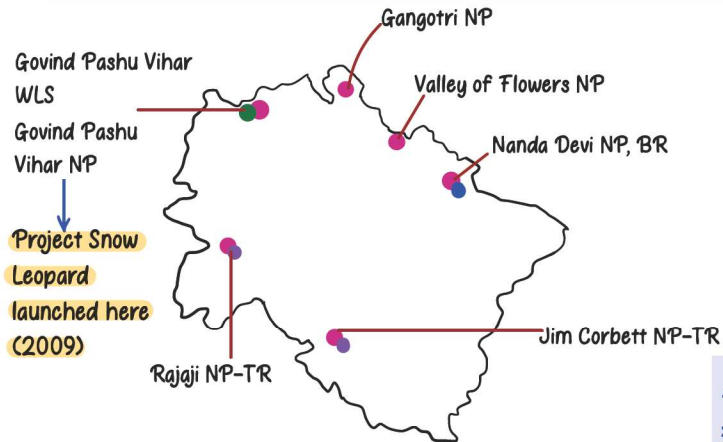 Gangotri NP
Govind Pashu Vihar
WLS
Govind Pashu
Vihar NP
Project Snow
Leopard
launched here
(2009)
Valley of Flowers NP
Nanda Devi NP, BR
Jim Corbett NP-TR
Rajaji NP-TR